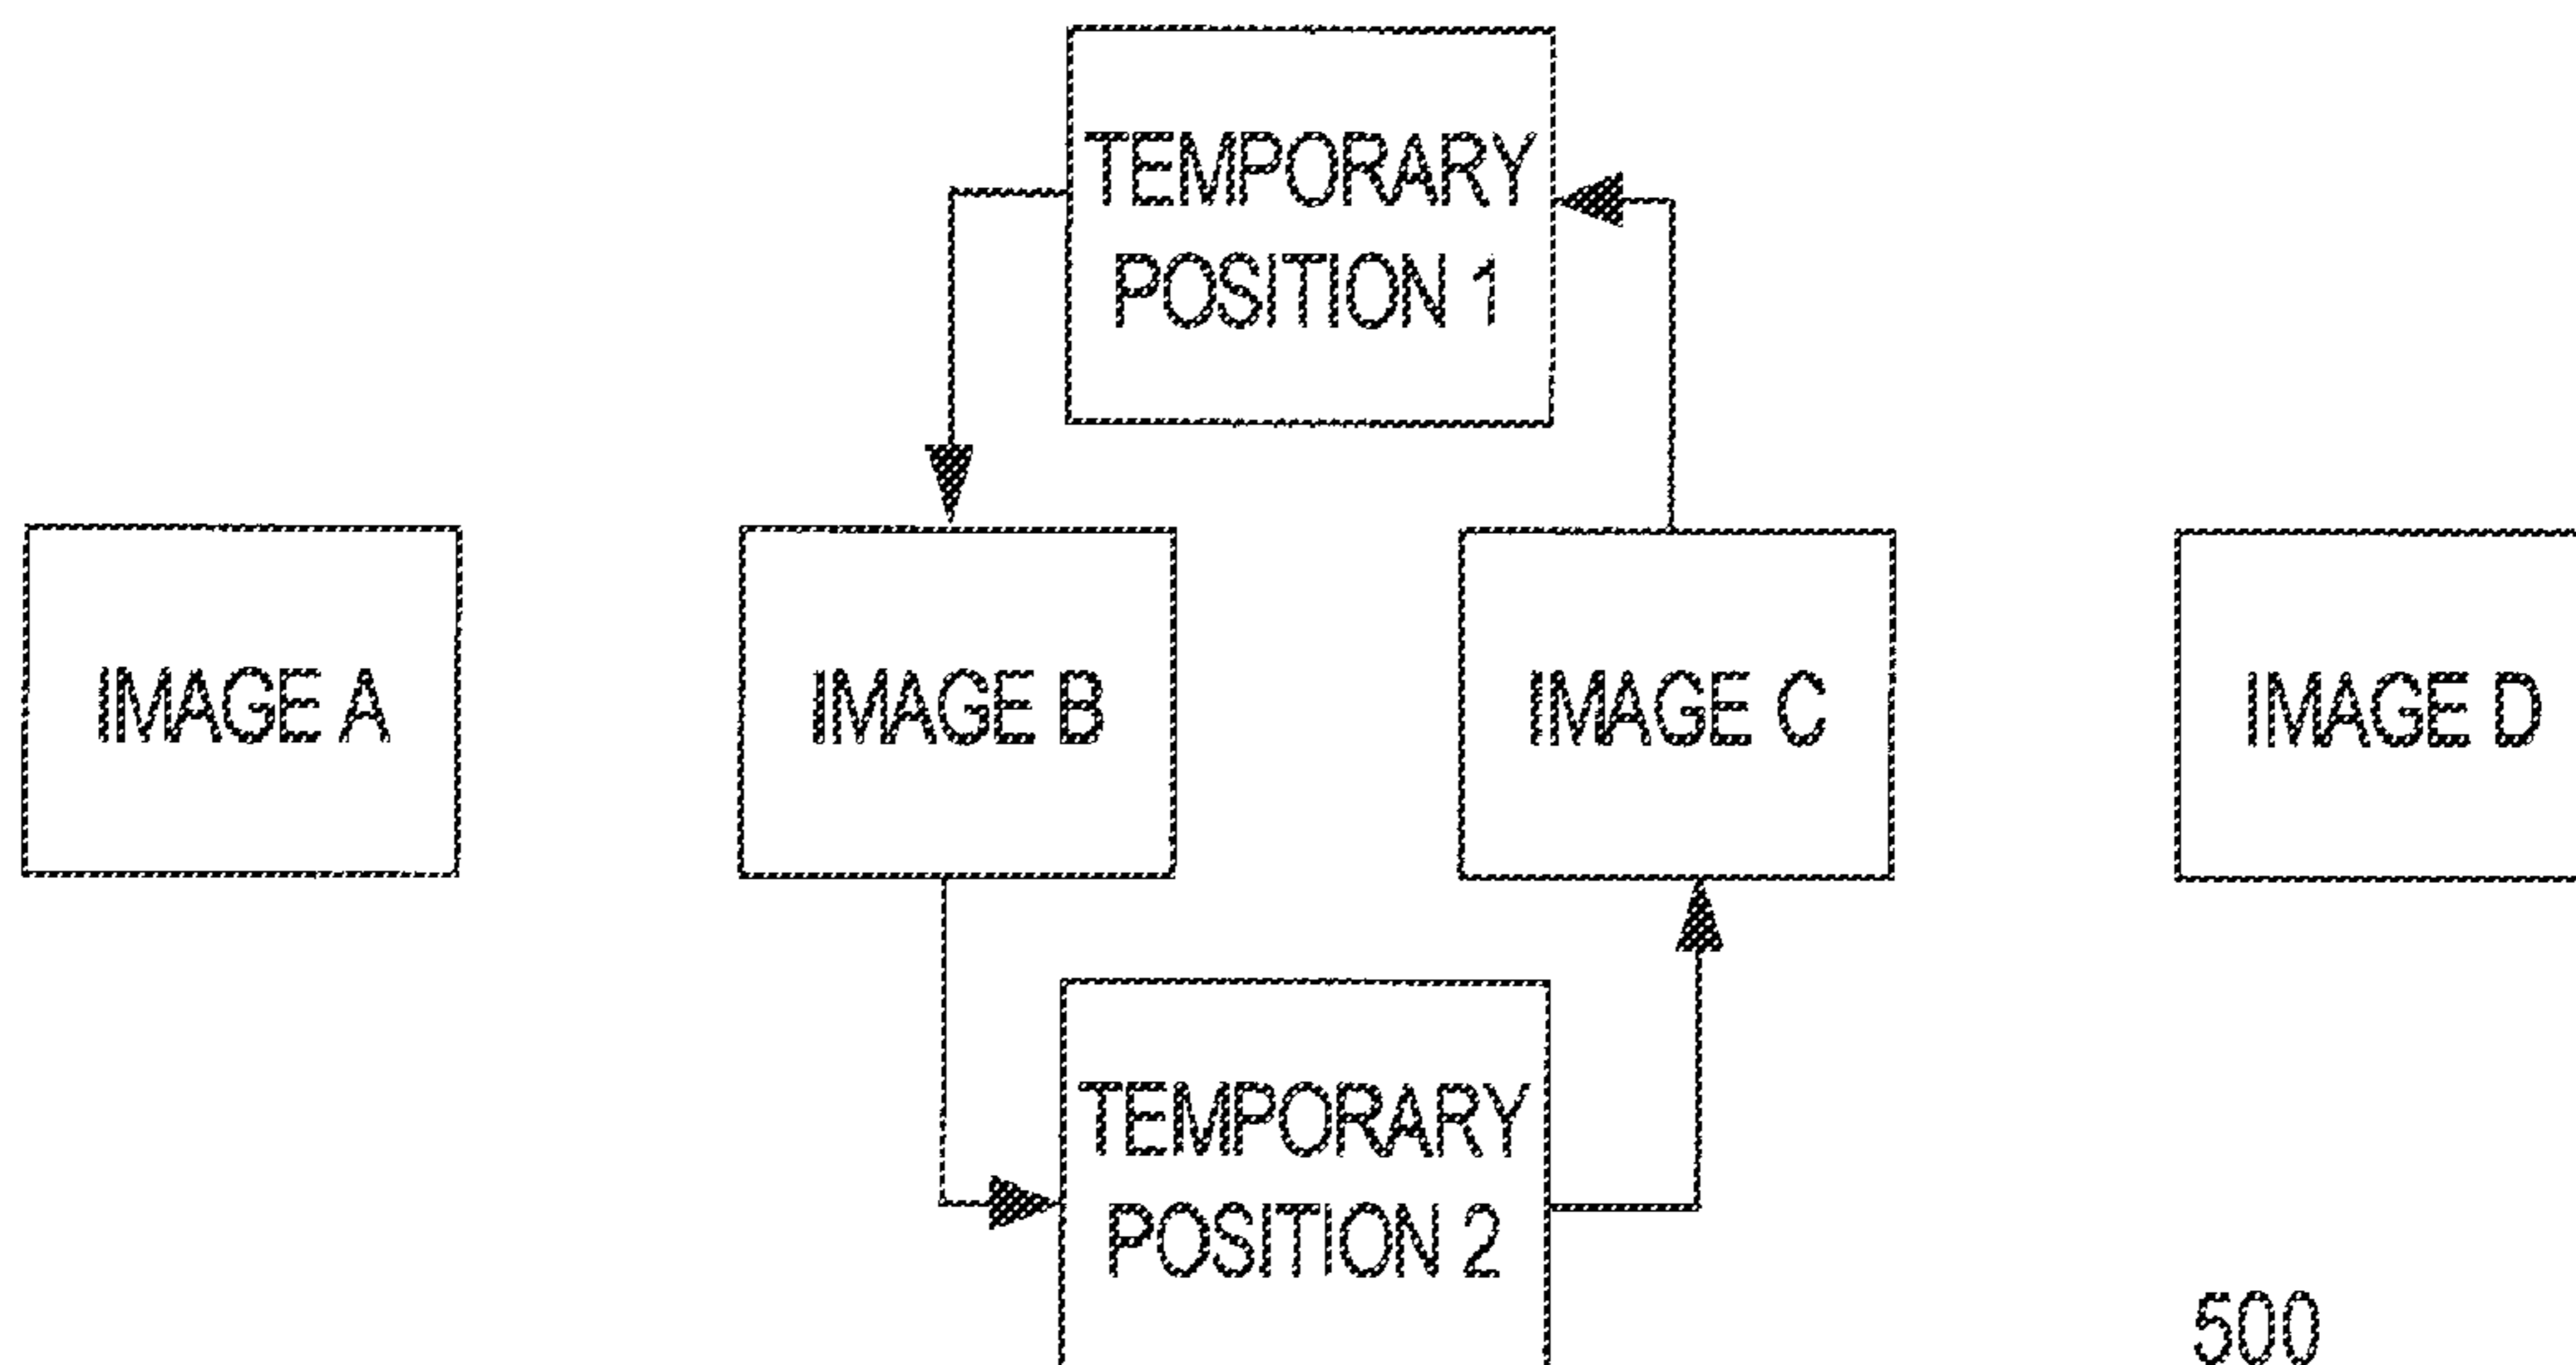 TEMPORARY
POSITION 1
IMAGE A
IMAGE B
IMAGE C
IMAGE D
TEMPORARY
POSITION 2
500